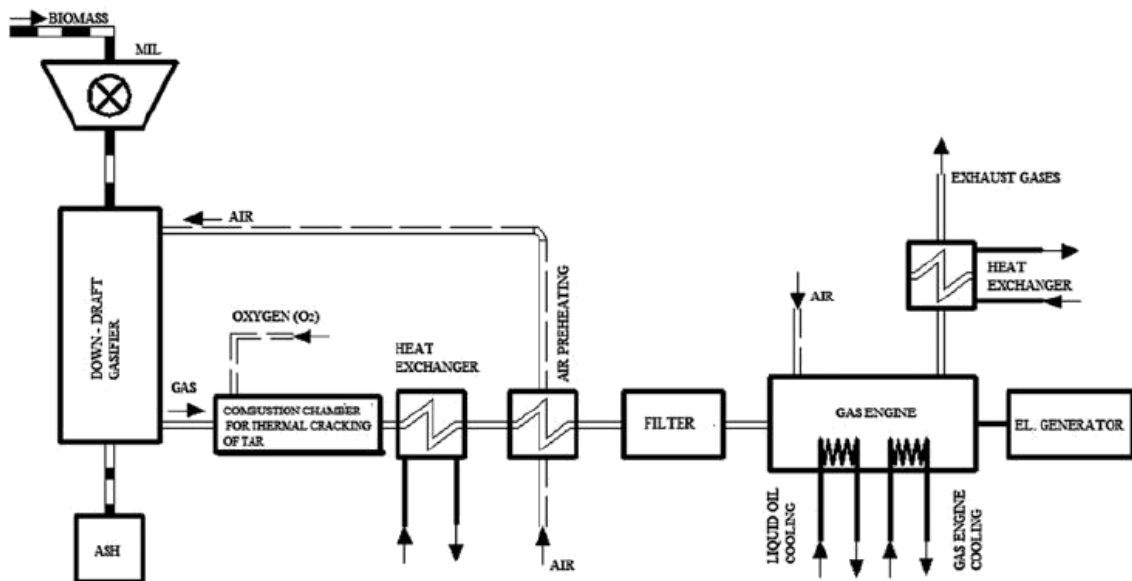 BIOMASS
MIL
EXHAUST GASES
AIR
HEAT
EXCHANGER
AIR
DOWN - DRAFT
GASIFIER
AIR PREHEATING
OXYGEN (O2)
HEAT
EXCHANGER
GAS
COMBUSTION CHAMBER
FOR THERMAL CRACKING
OF TAR
FILTER
GAS ENGINE
EL. GENERATOR
LIQUID OIL
COOLING
GAS ENGINE
COOLING
ASH
AIR